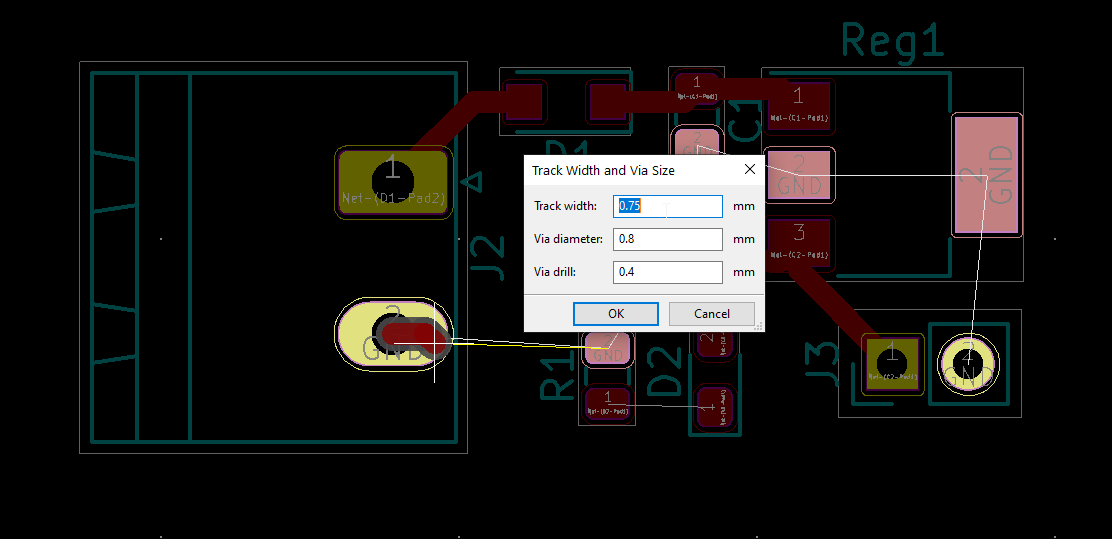 Reg1
1
Net-(C1-Pad1)
C1
1
Net-(C1-Pad1)
D1
Track Width and Via Size
1
Net-(D1-Pad2)
2
GND
2
GND
Track width:
0.75
mm
Via diameter:
0.8
mm
3
Net-(C2-Pad1)
J2
Via drill:
0.4
mm
OK
Cancel
2
GND
2
GND
R1
D2
2
J3
1
Net-(C2-Pad1)
2
GND
1
Net-(D2-Pad1)
1